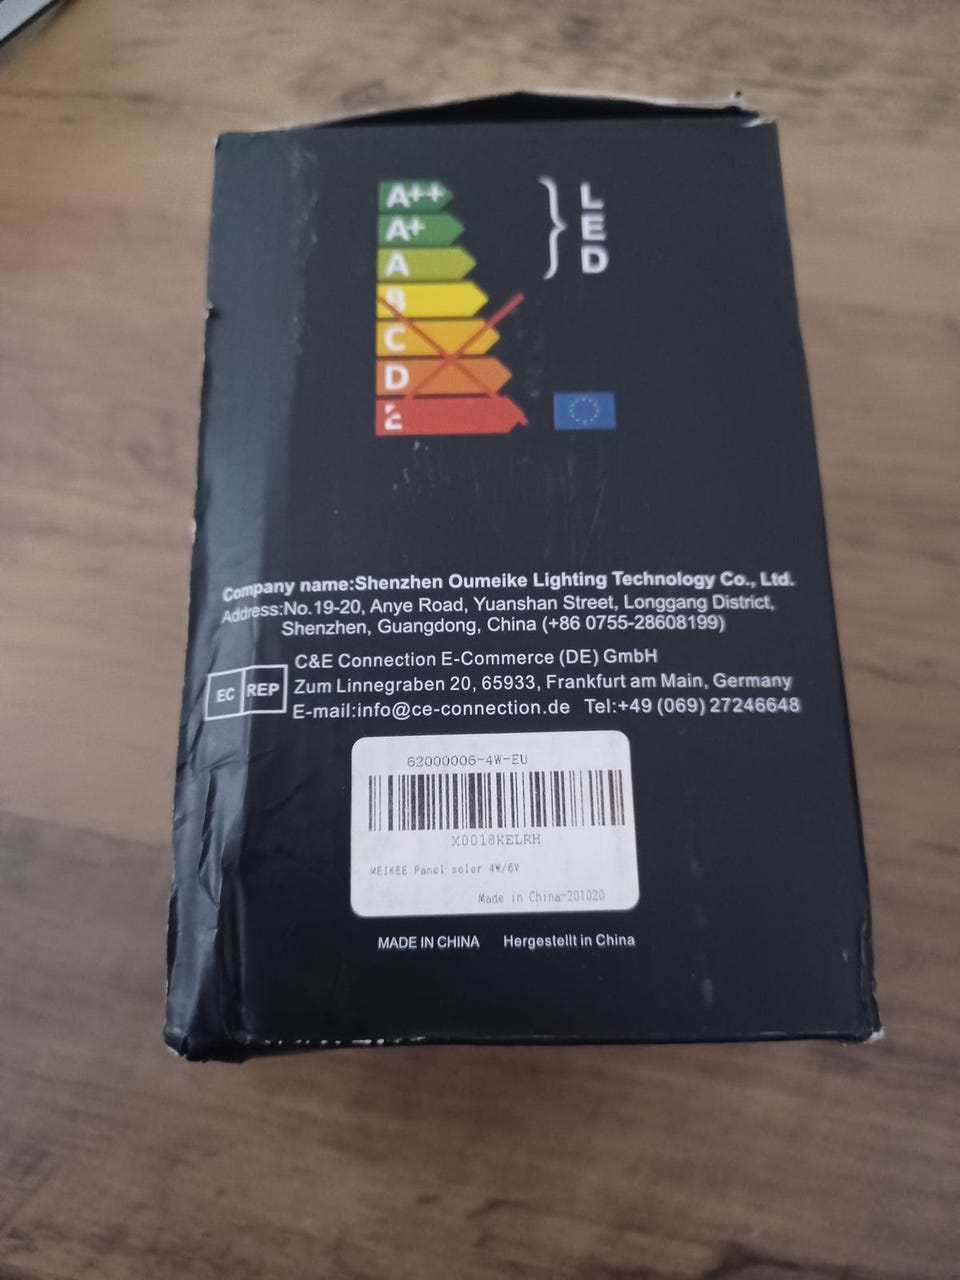 A++
A+
A
B
C
D
E
L
E
D
Company name:Shenzhen Oumeike Lighting Technology Co., Ltd.
Address:No.19-20, Anye Road, Yuanshan Street, Longgang District,
Shenzhen, Guangdong, China (+86 0755-28608199)
EC REP
C&E Connection E-Commerce (DE) GmbH
Zum Linnegraben 20, 65933, Frankfurt am Main, Germany
E-mail:info@ce-connection.de Tel:+49 (069) 27246648
62000006-4W-EU
X0018KELRH
MEIKEE Panel solar 4W/6V
Made in China-201020
MADE IN CHINA Hergestellt in China